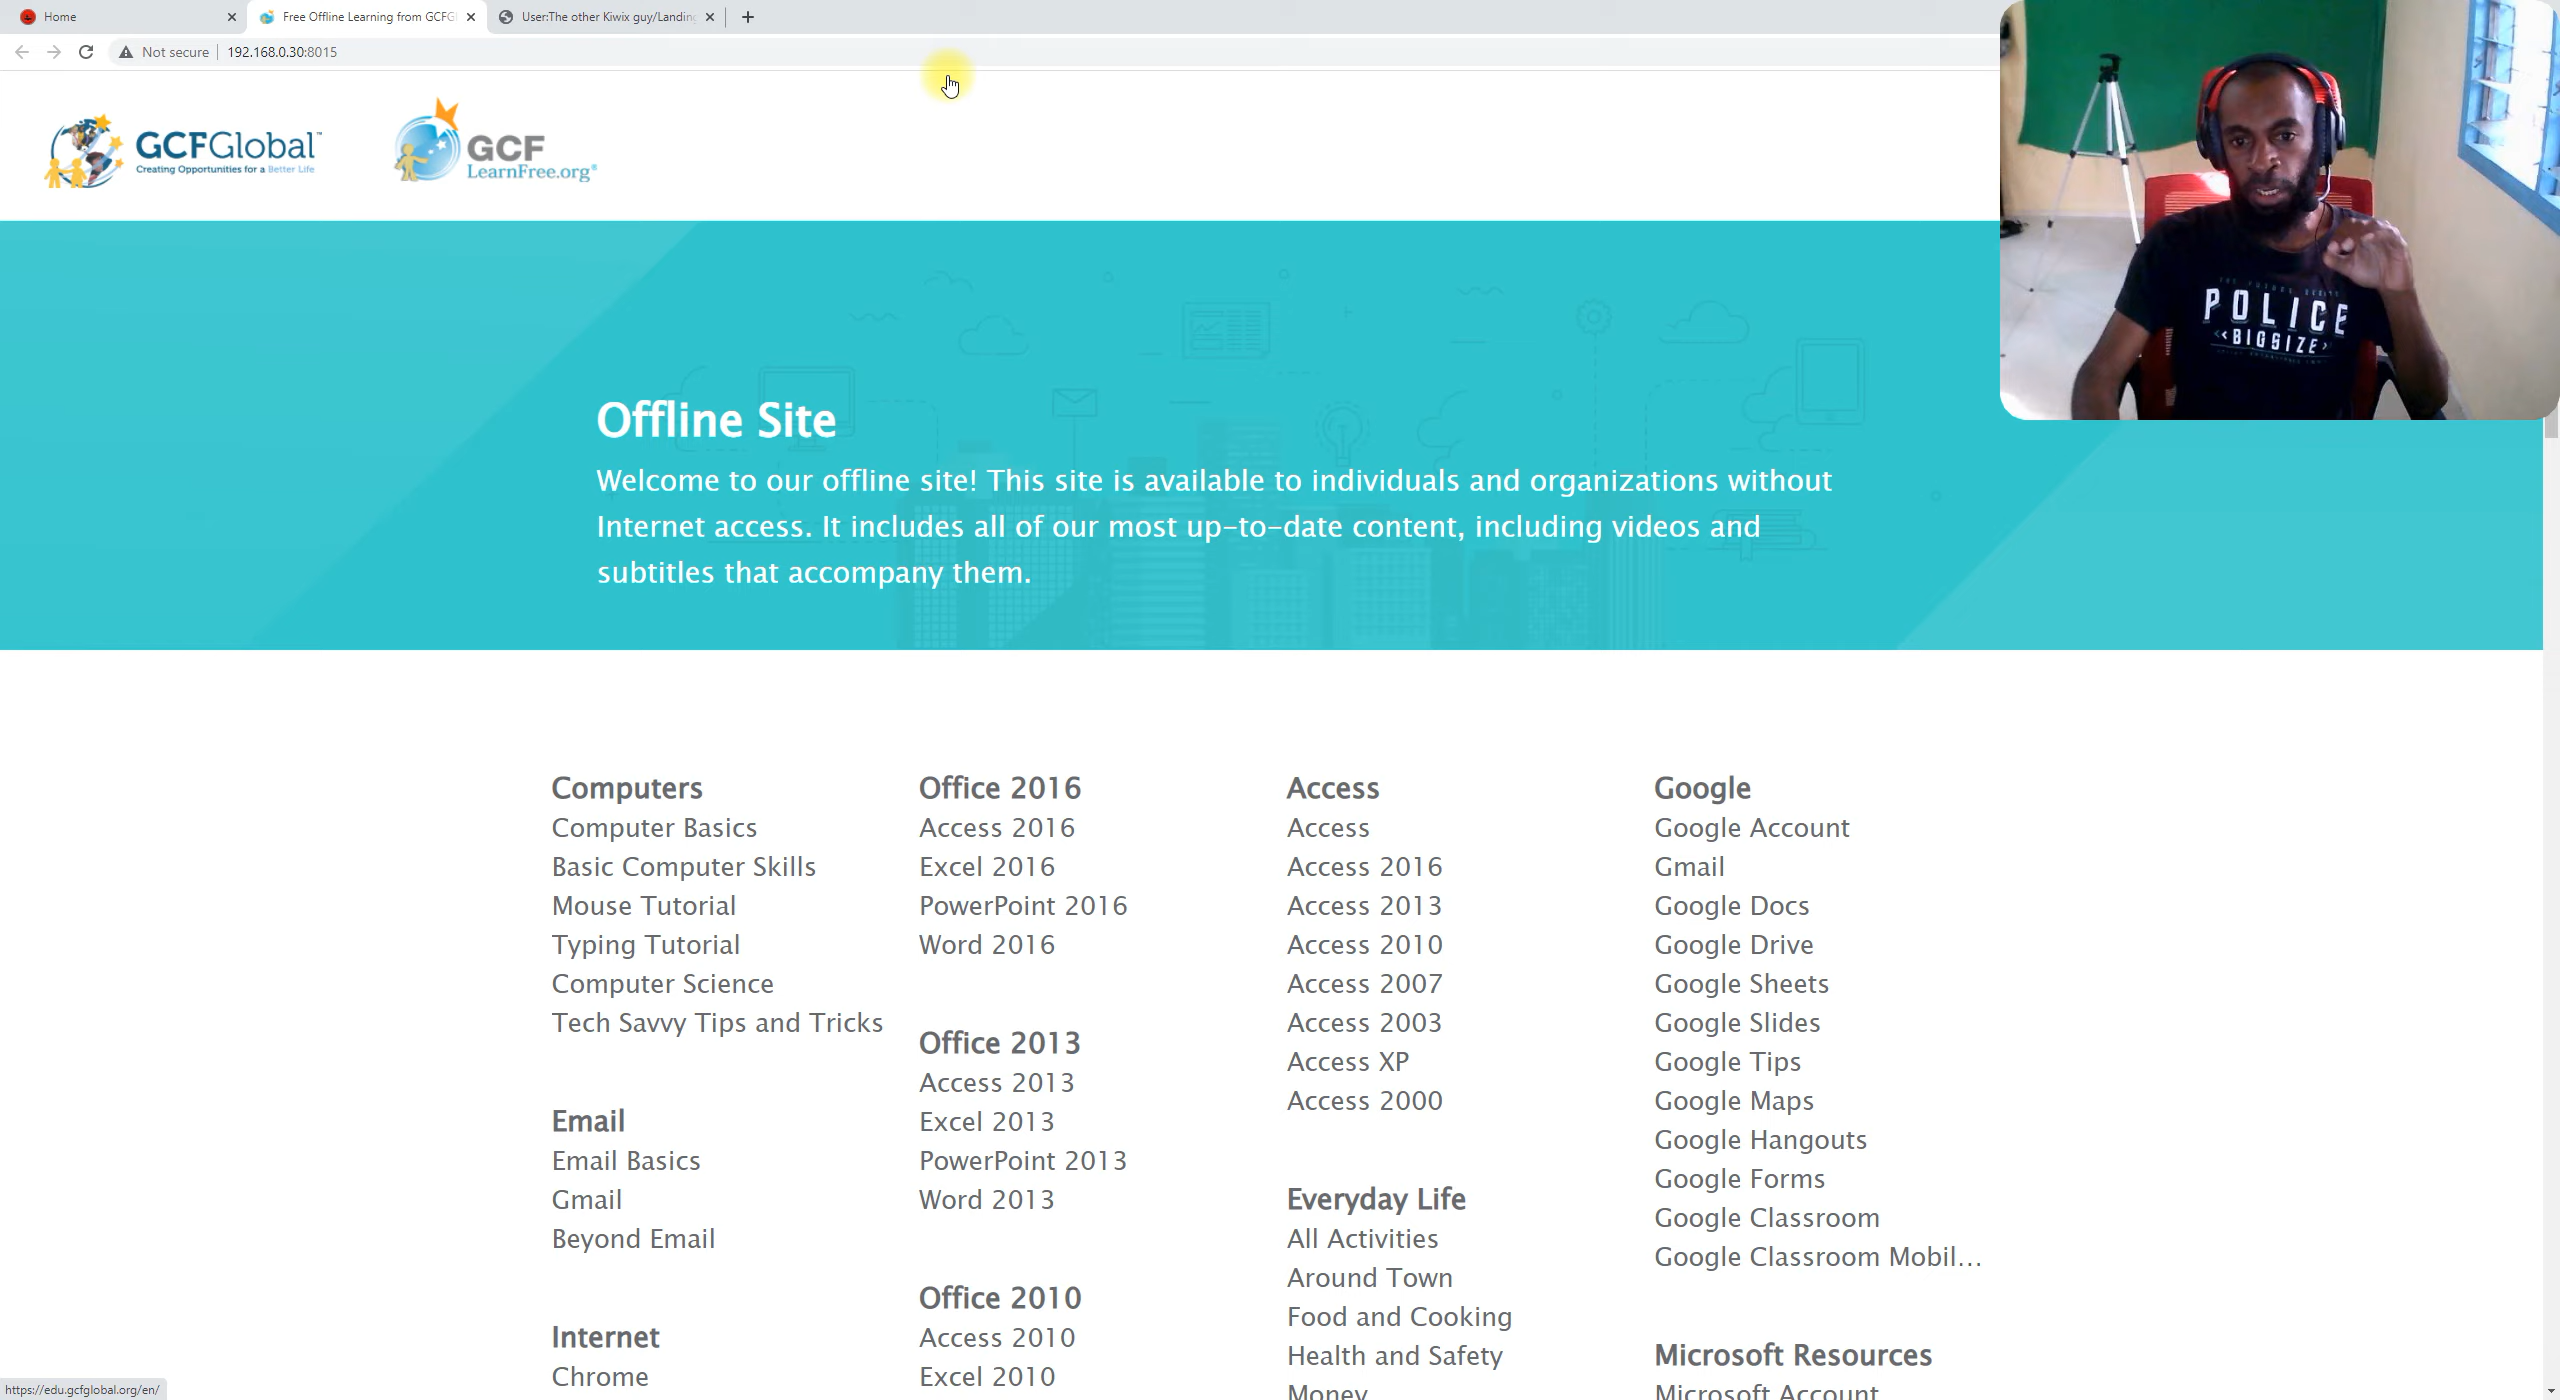 Home
Free Offline Learning from GCFG
User:The other Kiwix guy/Landing
Not secure
192.168.0.30:8015
GCFGlobal™
Creating Opportunities for a Better Life
GCF
LearnFree.org®
POLICE
BIGSIZE
Offline Site
Welcome to our offline site! This site is available to individuals and organizations without
Internet access. It includes all of our most up-to-date content, including videos and
subtitles that accompany them.
Computers
Computer Basics
Basic Computer Skills
Mouse Tutorial
Typing Tutorial
Computer Science
Tech Savvy Tips and Tricks
Email
Email Basics
Gmail
Beyond Email
Internet
Chrome
Office 2016
Access 2016
Excel 2016
PowerPoint 2016
Word 2016
Office 2013
Access 2013
Excel 2013
PowerPoint 2013
Word 2013
Office 2010
Access 2010
Excel 2010
Access
Access
Access 2016
Access 2013
Access 2010
Access 2007
Access 2003
Access XP
Access 2000
Everyday Life
All Activities
Around Town
Food and Cooking
Health and Safety
Money
Google
Google Account
Gmail
Google Docs
Google Drive
Google Sheets
Google Slides
Google Tips
Google Maps
Google Hangouts
Google Forms
Google Classroom
Google Classroom Mobil...
Microsoft Resources
Microsoft Account
https://edu.gcfglobal.org/en/